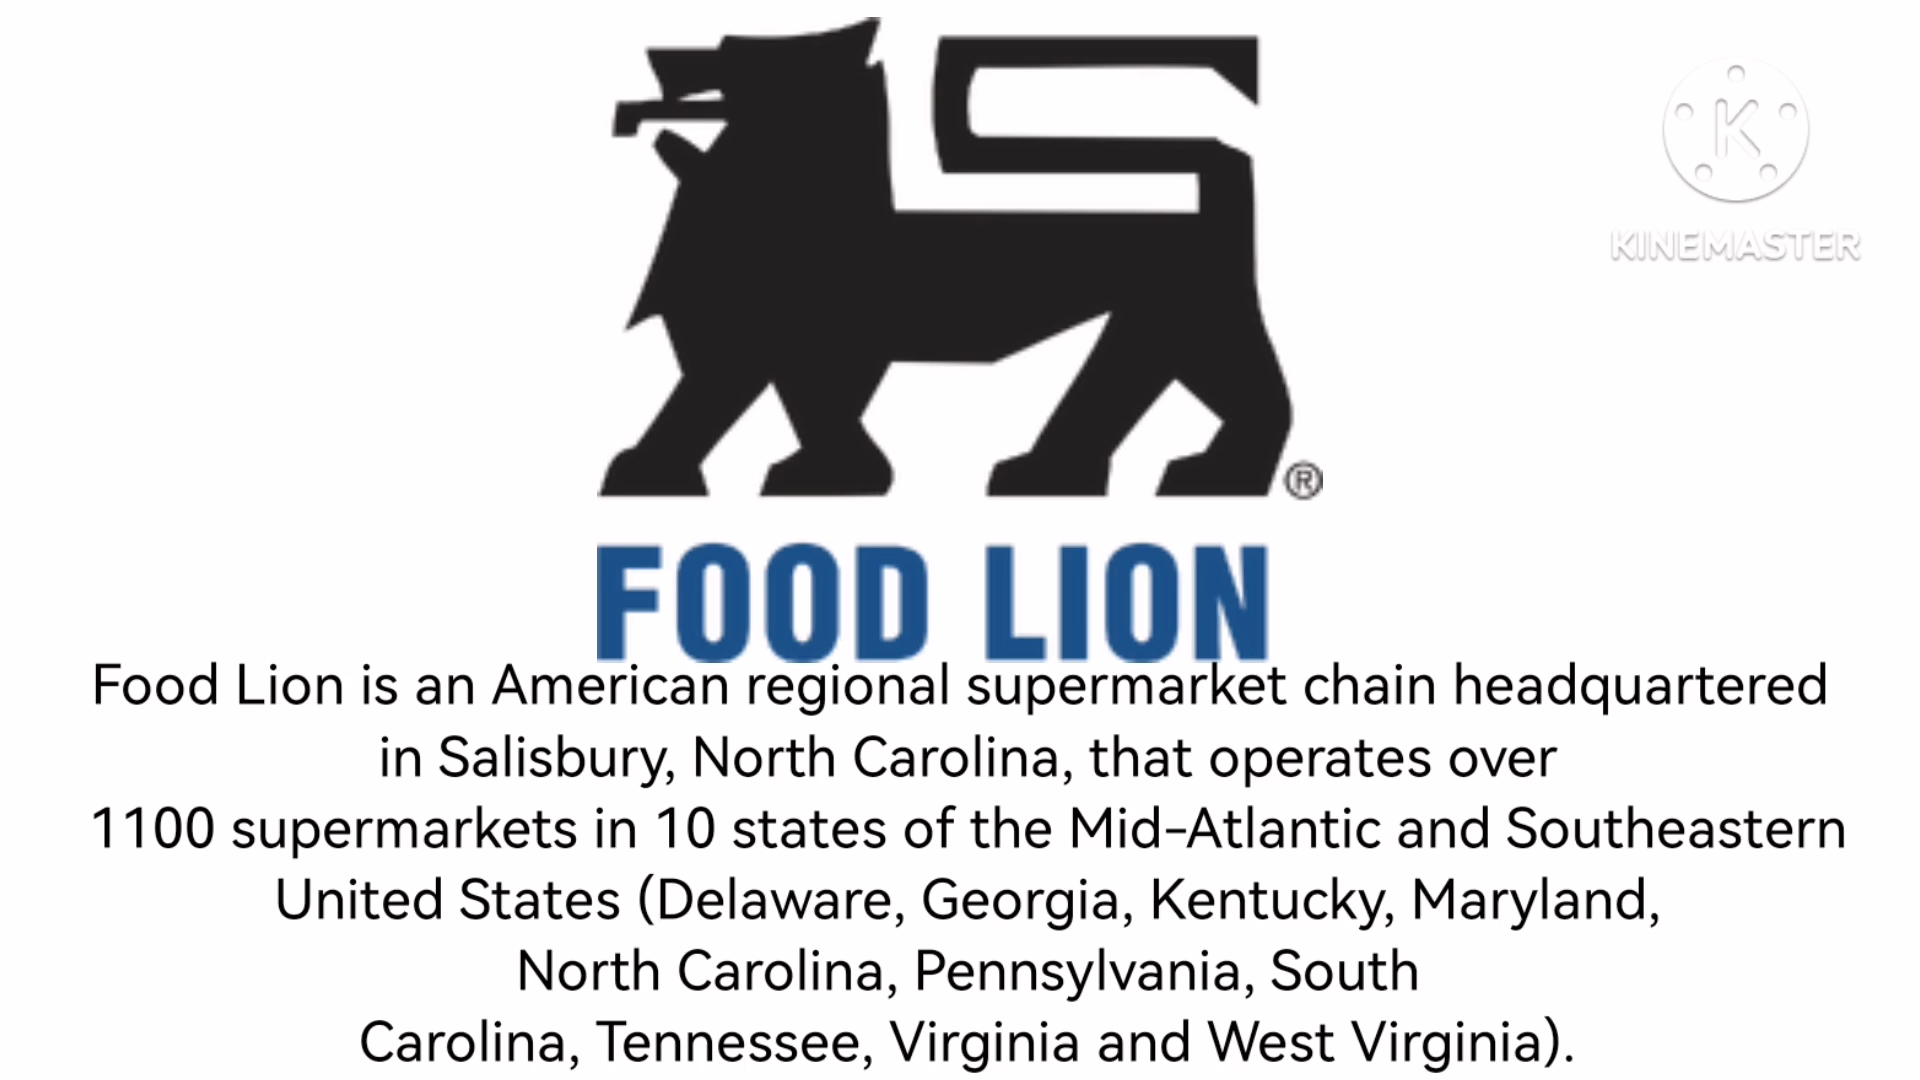 K
KINEMASTER
®
FOOD LION
Food Lion is an American regional supermarket chain headquartered
in Salisbury, North Carolina, that operates over
1100 supermarkets in 10 states of the Mid-Atlantic and Southeastern
United States (Delaware, Georgia, Kentucky, Maryland,
North Carolina, Pennsylvania, South
Carolina, Tennessee, Virginia and West Virginia).